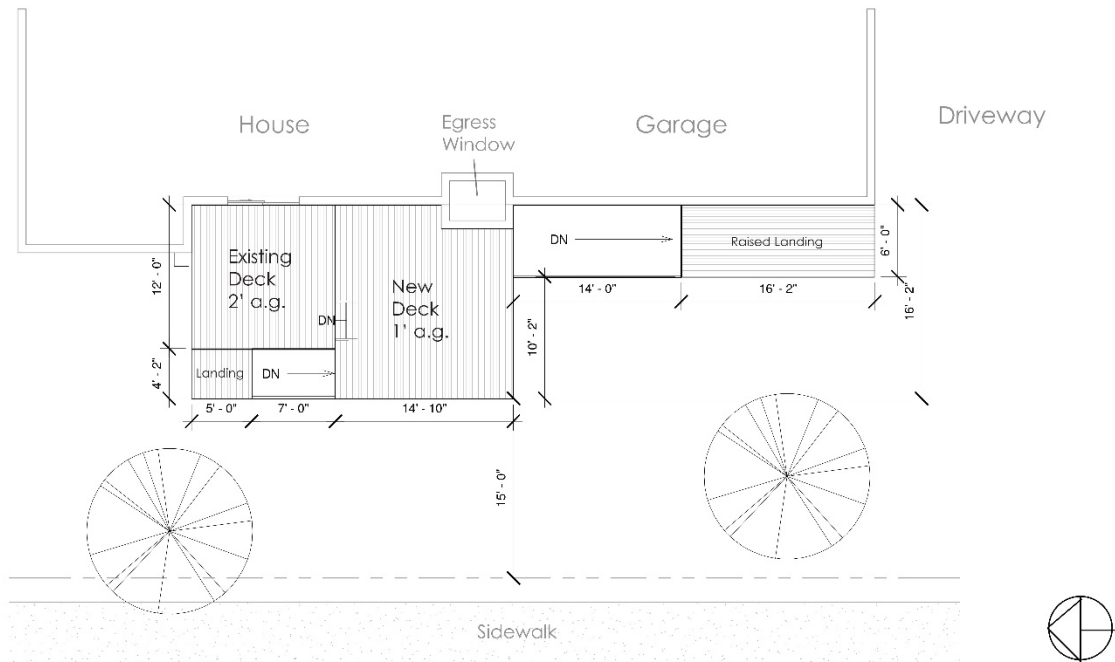 House
Egress
Window
Garage
Driveway
Existing
Deck
2' a.g.
DN
New
Deck
1' a.g.
DN
Raised Landing
Landing
DN
12' - 0"
4' - 2"
5' - 0"
7' - 0"
14' - 10"
10' - 2"
14' - 0"
16' - 2"
6' - 0"
16' - 2"
15' - 0"
Sidewalk